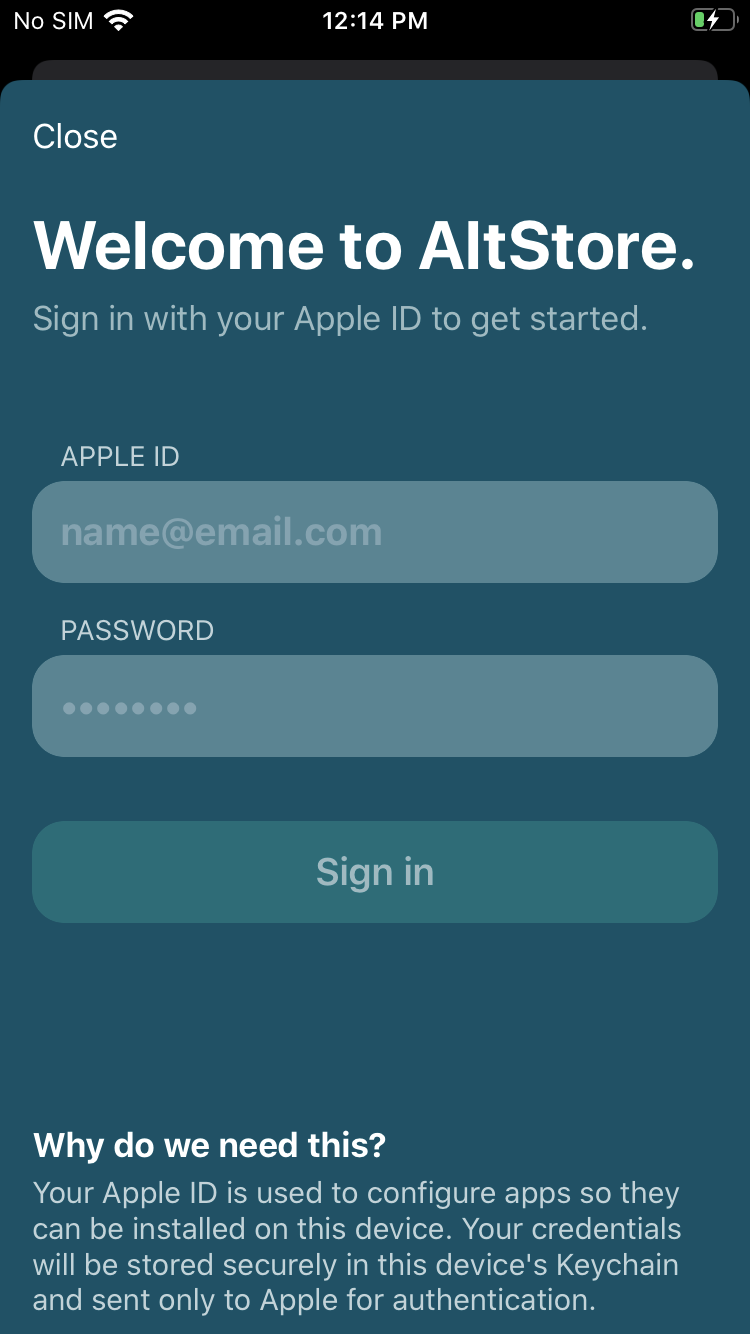 No SIM 12:14 PM
Close
Welcome to AltStore.
Sign in with your Apple ID to get started.
APPLE ID
name@email.com
PASSWORD
••••••••
Sign in
Why do we need this?
Your Apple ID is used to configure apps so they
can be installed on this device. Your credentials
will be stored securely in this device's Keychain
and sent only to Apple for authentication.